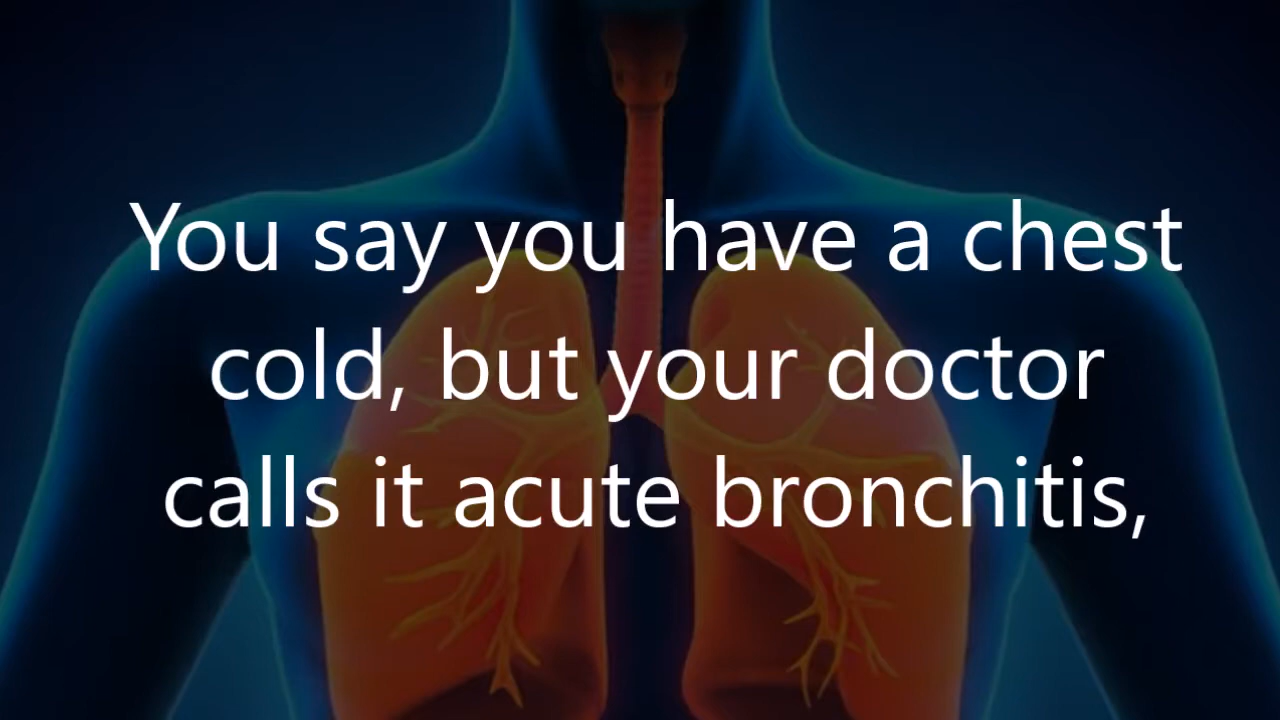 You say you have a chest
cold, but your doctor
calls it acute bronchitis,